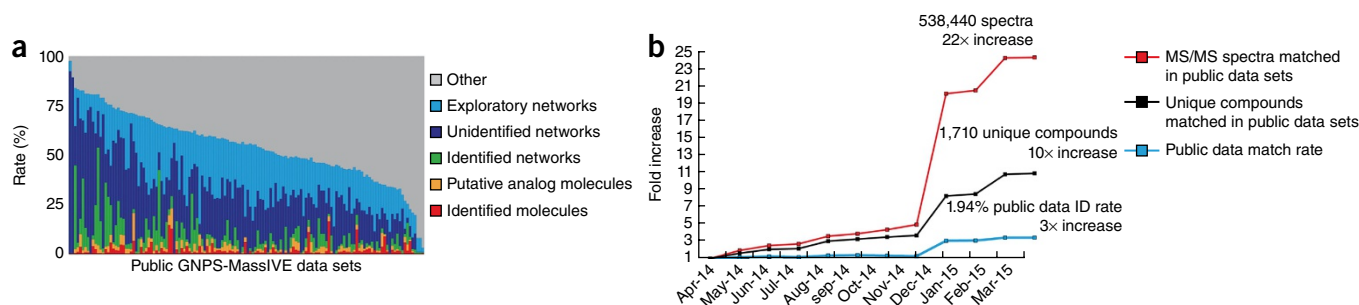 a
100
75
50
25
0
Rate (%)
Public GNPS-MassIVE data sets
Other
Exploratory networks
Unidentified networks
Identified networks
Putative analog molecules
Identified molecules
b
25
23
21
19
17
15
13
11
9
7
5
3
1
Fold increase
538,440 spectra
22× increase
1,710 unique compounds
10× increase
1.94% public data ID rate
3× increase
Apr-14
May-14
Jun-14
Jul-14
Aug-14
sep-14
Oct-14
Nov-14
Dec-14
Jan-15
Feb-15
Mar-15
MS/MS spectra matched
in public data sets
Unique compounds
matched in public data sets
Public data match rate